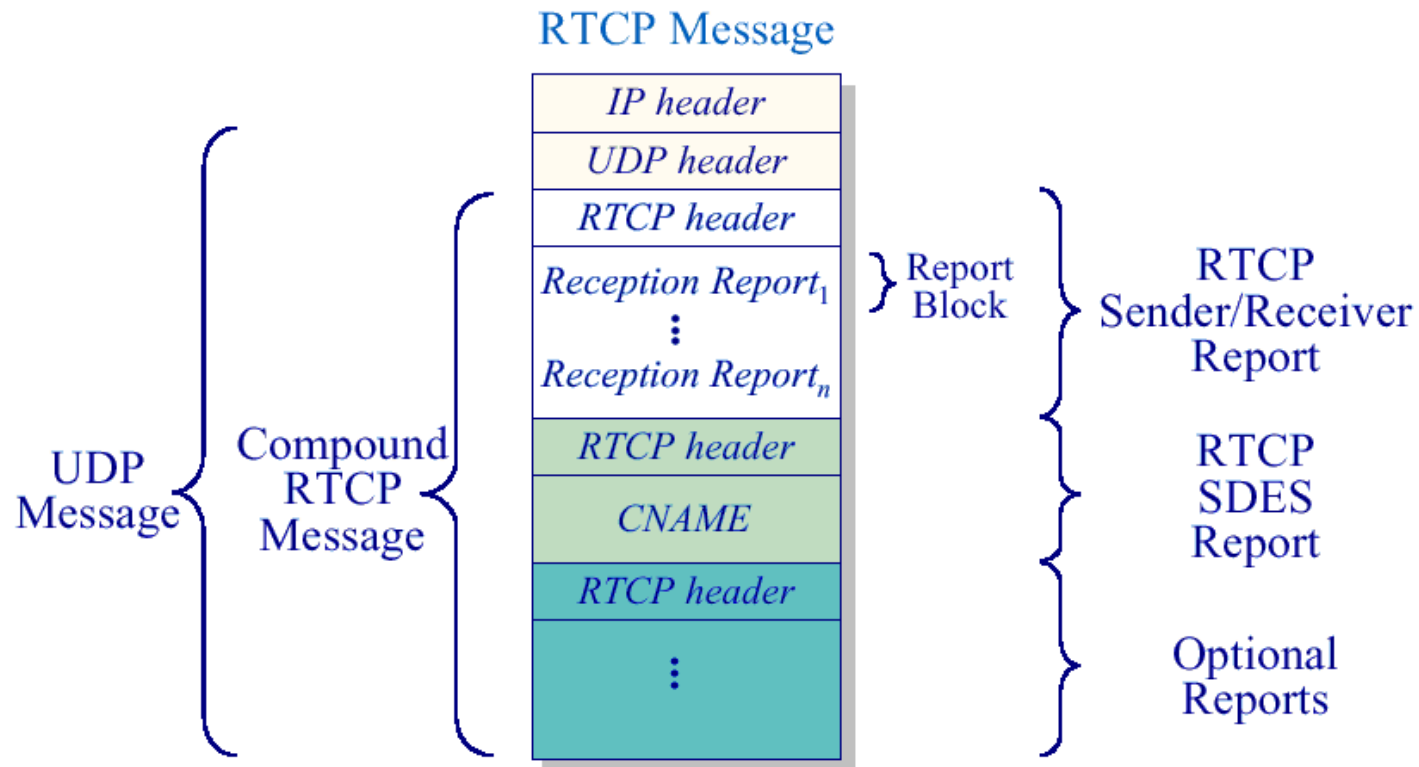 RTCP Message
IP header
UDP header
RTCP header
Reception Report1
⋮
Reception Reportn
RTCP header
CNAME
RTCP header
⋮
UDP
Message
Compound
RTCP
Message
Report
Block
RTCP
Sender/Receiver
Report
RTCP
SDES
Report
Optional
Reports